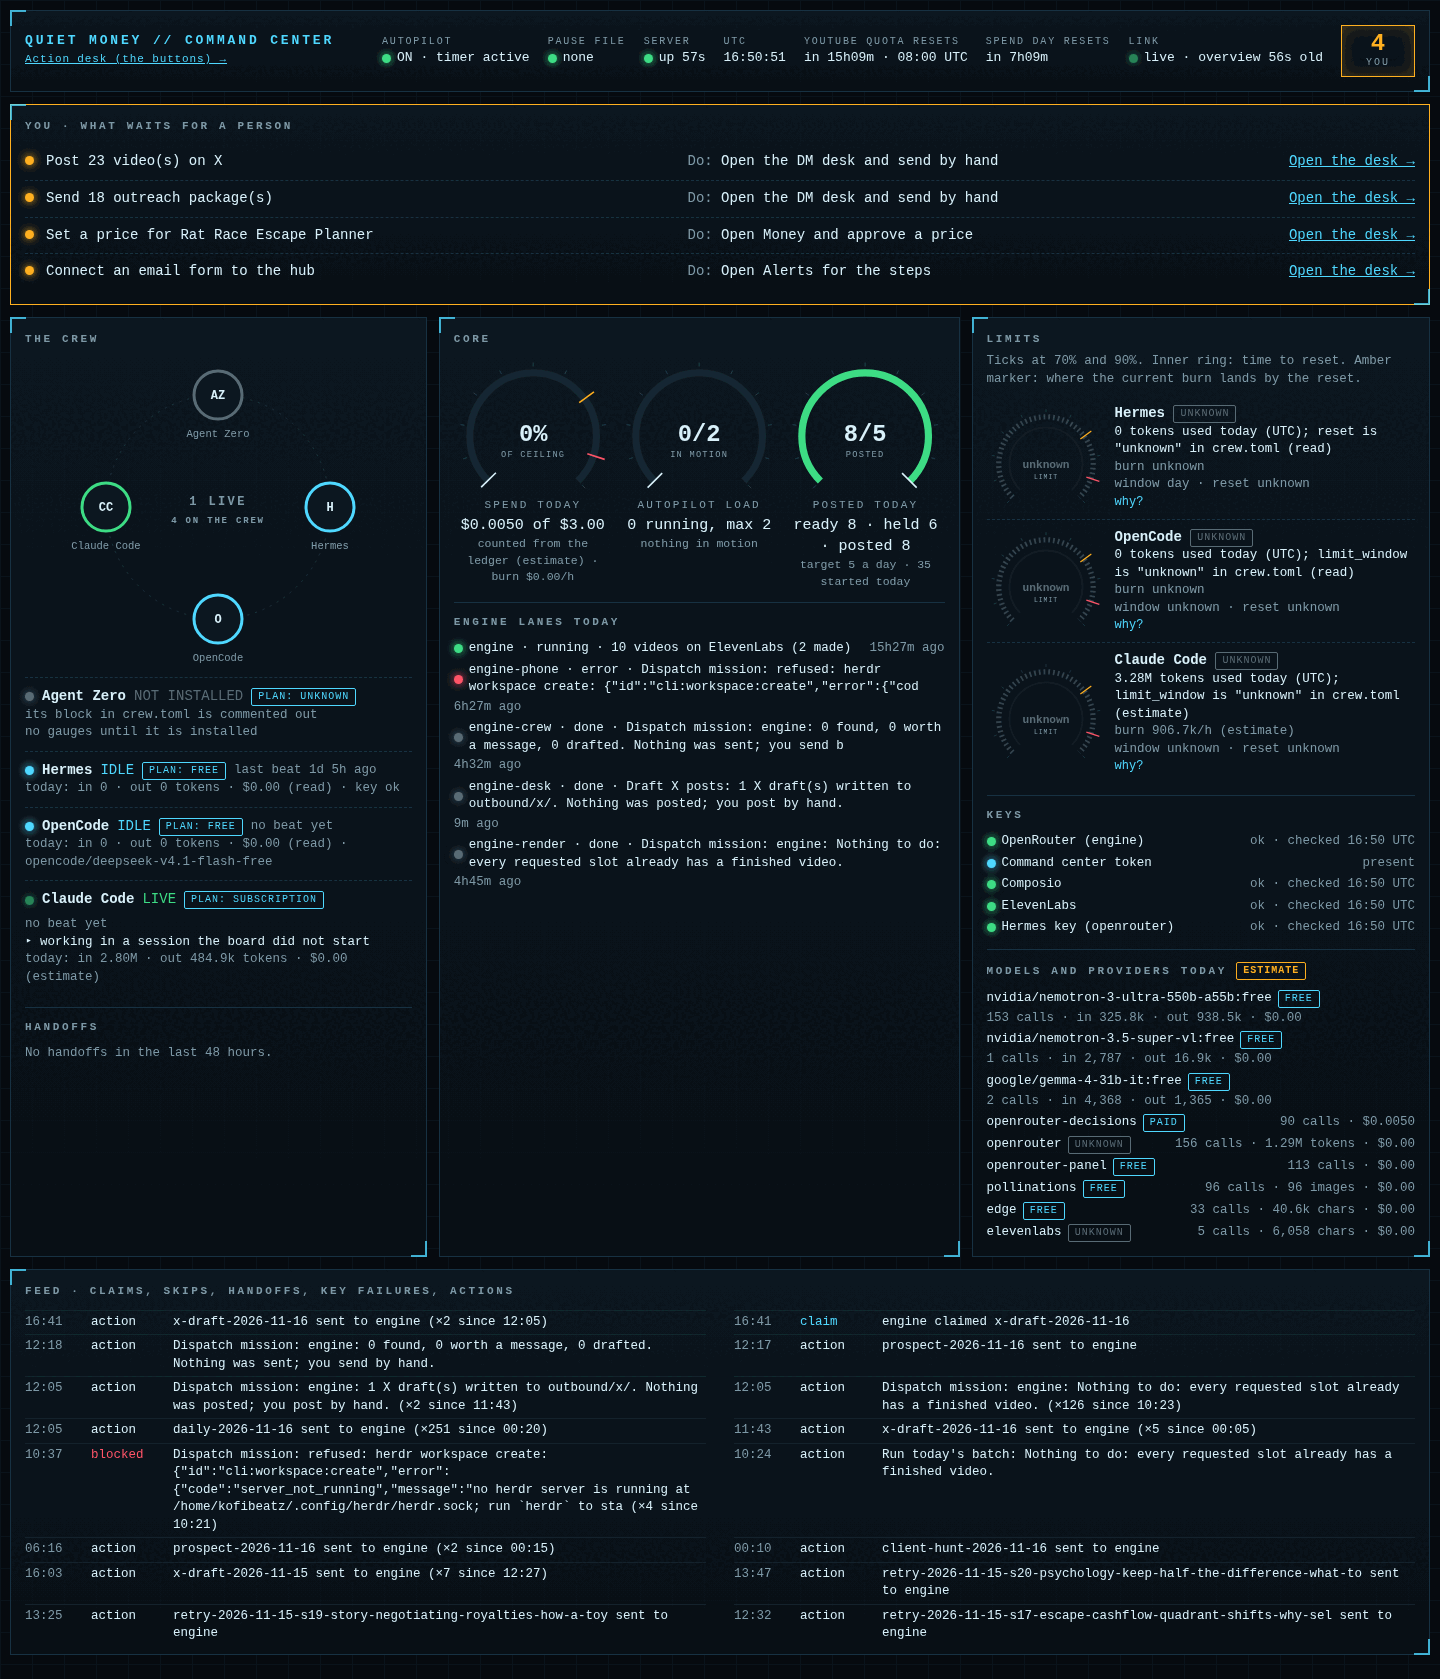 QUIET MONEY // COMMAND CENTER
Action desk (the buttons) →
AUTOPILOT
ON · timer active
PAUSE FILE
none
SERVER
up 57s
UTC
16:50:51
YOUTUBE QUOTA RESETS
in 15h09m · 08:00 UTC
SPEND DAY RESETS
in 7h09m
LINK
live · overview 56s old
4
YOU
YOU · WHAT WAITS FOR A PERSON
Post 23 video(s) on X Do: Open the DM desk and send by hand Open the desk →
Send 18 outreach package(s) Do: Open the DM desk and send by hand Open the desk →
Set a price for Rat Race Escape Planner Do: Open Money and approve a price Open the desk →
Connect an email form to the hub Do: Open Alerts for the steps Open the desk →
THE CREW
AZ
Agent Zero
CC
Claude Code
1 LIVE
4 ON THE CREW
H
Hermes
O
OpenCode
Agent Zero NOT INSTALLED PLAN: UNKNOWN
its block in crew.toml is commented out
no gauges until it is installed
Hermes IDLE PLAN: FREE last beat 1d 5h ago
today: in 0 · out 0 tokens · $0.00 (read) · key ok
OpenCode IDLE PLAN: FREE no beat yet
today: in 0 · out 0 tokens · $0.00 (read) ·
opencode/deepseek-v4.1-flash-free
Claude Code LIVE PLAN: SUBSCRIPTION
no beat yet
‣ working in a session the board did not start
today: in 2.80M · out 484.9k tokens · $0.00
(estimate)
HANDOFFS
No handoffs in the last 48 hours.
CORE
0%
OF CEILING
SPEND TODAY
$0.0050 of $3.00
counted from the
ledger (estimate) ·
burn $0.00/h
0/2
IN MOTION
AUTOPILOT LOAD
0 running, max 2
nothing in motion
8/5
POSTED
POSTED TODAY
ready 8 · held 6
· posted 8
target 5 a day · 35
started today
ENGINE LANES TODAY
engine · running · 10 videos on ElevenLabs (2 made) 15h27m ago
engine-phone · error · Dispatch mission: refused: herdr
workspace create: {"id":"cli:workspace:create","error":{"cod
6h27m ago
engine-crew · done · Dispatch mission: engine: 0 found, 0 worth
a message, 0 drafted. Nothing was sent; you send b
4h32m ago
engine-desk · done · Draft X posts: 1 X draft(s) written to
outbound/x/. Nothing was posted; you post by hand.
9m ago
engine-render · done · Dispatch mission: engine: Nothing to do:
every requested slot already has a finished video.
4h45m ago
LIMITS
Ticks at 70% and 90%. Inner ring: time to reset. Amber
marker: where the current burn lands by the reset.
unknown
LIMIT
Hermes UNKNOWN
0 tokens used today (UTC); reset is
"unknown" in crew.toml (read)
burn unknown
window day · reset unknown
why?
unknown
LIMIT
OpenCode UNKNOWN
0 tokens used today (UTC); limit_window
is "unknown" in crew.toml (read)
burn unknown
window unknown · reset unknown
why?
unknown
LIMIT
Claude Code UNKNOWN
3.28M tokens used today (UTC);
limit_window is "unknown" in crew.toml
(estimate)
burn 906.7k/h (estimate)
window unknown · reset unknown
why?
KEYS
OpenRouter (engine) ok · checked 16:50 UTC
Command center token present
Composio ok · checked 16:50 UTC
ElevenLabs ok · checked 16:50 UTC
Hermes key (openrouter) ok · checked 16:50 UTC
MODELS AND PROVIDERS TODAY ESTIMATE
nvidia/nemotron-3-ultra-550b-a55b:free FREE
153 calls · in 325.8k · out 938.5k · $0.00
nvidia/nemotron-3.5-super-vl:free FREE
1 calls · in 2,787 · out 16.9k · $0.00
google/gemma-4-31b-it:free FREE
2 calls · in 4,368 · out 1,365 · $0.00
openrouter-decisions PAID 90 calls · $0.0050
openrouter UNKNOWN 156 calls · 1.29M tokens · $0.00
openrouter-panel FREE 113 calls · $0.00
pollinations FREE 96 calls · 96 images · $0.00
edge FREE 33 calls · 40.6k chars · $0.00
elevenlabs UNKNOWN 5 calls · 6,058 chars · $0.00
FEED · CLAIMS, SKIPS, HANDOFFS, KEY FAILURES, ACTIONS
16:41 action x-draft-2026-11-16 sent to engine (×2 since 12:05)
16:41 claim engine claimed x-draft-2026-11-16
12:18 action Dispatch mission: engine: 0 found, 0 worth a message, 0 drafted.
Nothing was sent; you send by hand.
12:17 action prospect-2026-11-16 sent to engine
12:05 action Dispatch mission: engine: 1 X draft(s) written to outbound/x/. Nothing
was posted; you post by hand. (×2 since 11:43)
12:05 action Dispatch mission: engine: Nothing to do: every requested slot already
has a finished video. (×126 since 10:23)
12:05 action daily-2026-11-16 sent to engine (×251 since 00:20)
11:43 action x-draft-2026-11-16 sent to engine (×5 since 00:05)
10:37 blocked Dispatch mission: refused: herdr workspace create:
{"id":"cli:workspace:create","error":
{"code":"server_not_running","message":"no herdr server is running at
/home/kofibeatz/.config/herdr/herdr.sock; run `herdr` to sta (×4 since
10:21)
10:24 action Run today's batch: Nothing to do: every requested slot already has a
finished video.
06:16 action prospect-2026-11-16 sent to engine (×2 since 00:15)
00:10 action client-hunt-2026-11-16 sent to engine
16:03 action x-draft-2026-11-15 sent to engine (×7 since 12:27)
13:47 action retry-2026-11-15-s20-psychology-keep-half-the-difference-what-to sent
to engine
13:25 action retry-2026-11-15-s19-story-negotiating-royalties-how-a-toy sent to
engine
12:32 action retry-2026-11-15-s17-escape-cashflow-quadrant-shifts-why-sel sent to
engine